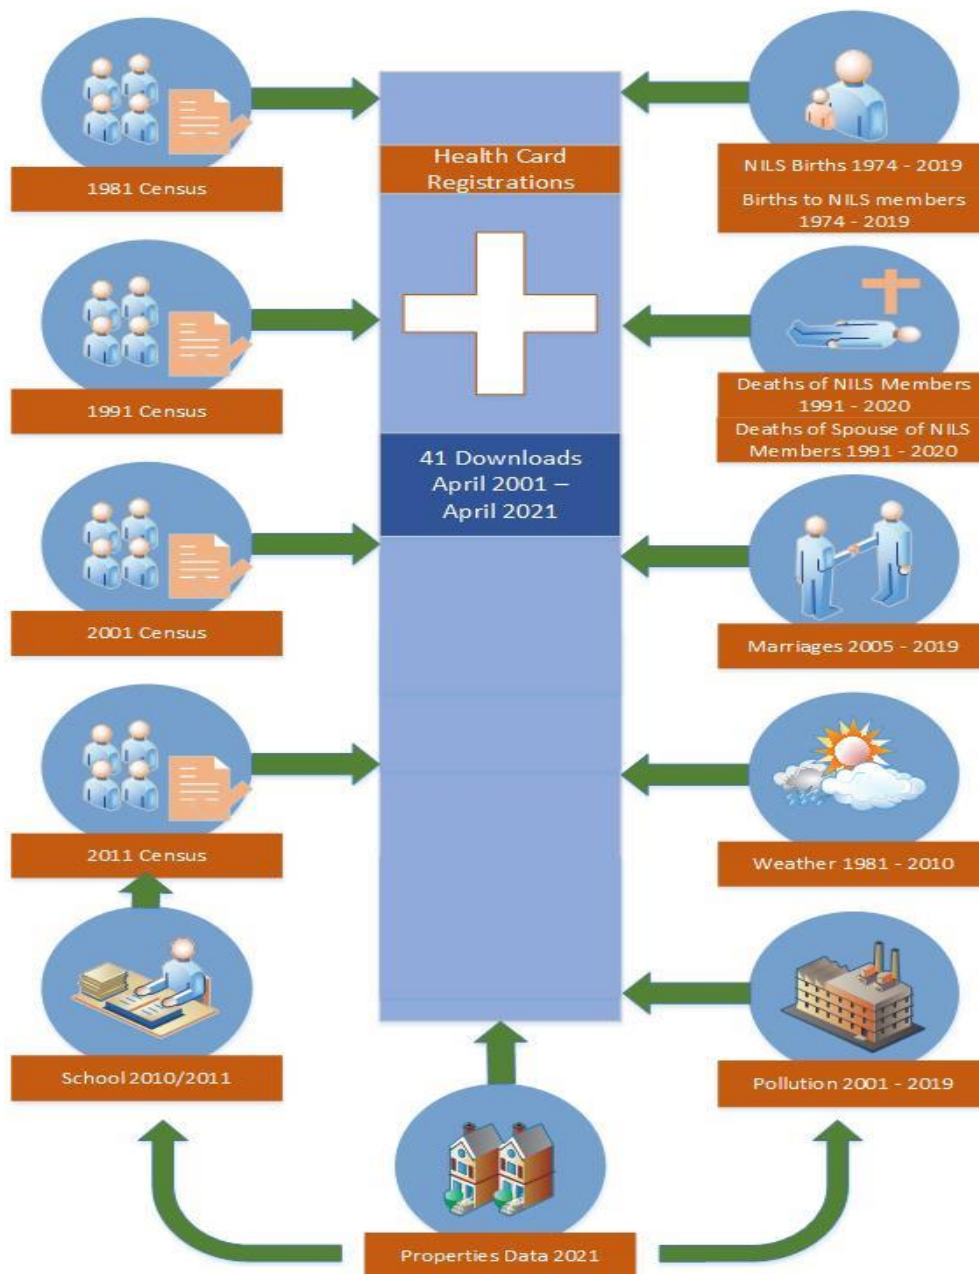 1981 Census
Health Card
Registrations
NILS Births 1974 - 2019
Births to NILS members
1974 - 2019
1991 Census
Deaths of NILS Members
1991 - 2020
Deaths of Spouse of NILS
Members 1991 - 2020
41 Downloads
April 2001 –
April 2021
2001 Census
Marriages 2005 - 2019
2011 Census
Weather 1981 - 2010
School 2010/2011
Pollution 2001 - 2019
Properties Data 2021